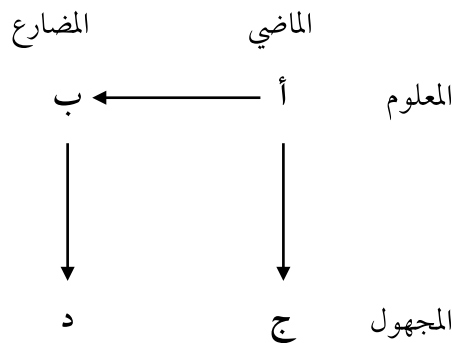 الماضي المضارع
المعلوم أ ب
المجهول ج د